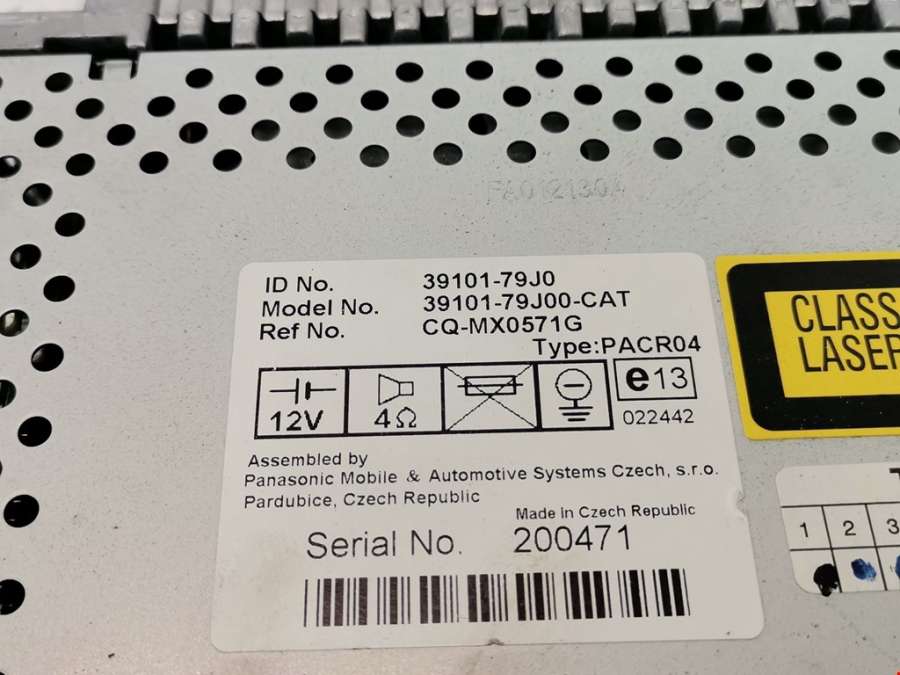 FA0121304
ID No. 39101-79J0
Model No. 39101-79J00-CAT
Ref No. CQ-MX0571G
Type:PACR04
12V
4Ω
e13
022442
CLASS
LASER
Assembled by
Panasonic Mobile & Automotive Systems Czech, s.r.o.
Pardubice, Czech Republic
Made in Czech Republic
Serial No. 200471
1 2 3